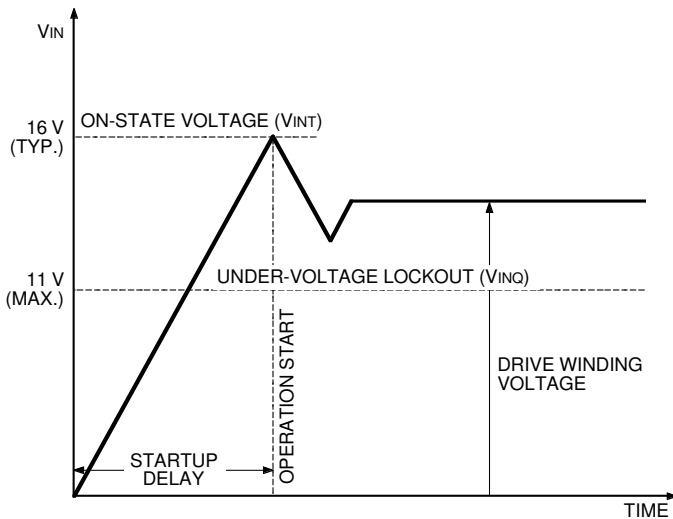 VIN
ON-STATE VOLTAGE (VINT)
16 V
(TYP.)
UNDER-VOLTAGE LOCKOUT (VINQ)
11 V
(MAX.)
OPERATION START
DRIVE WINDING
VOLTAGE
STARTUP
DELAY
TIME